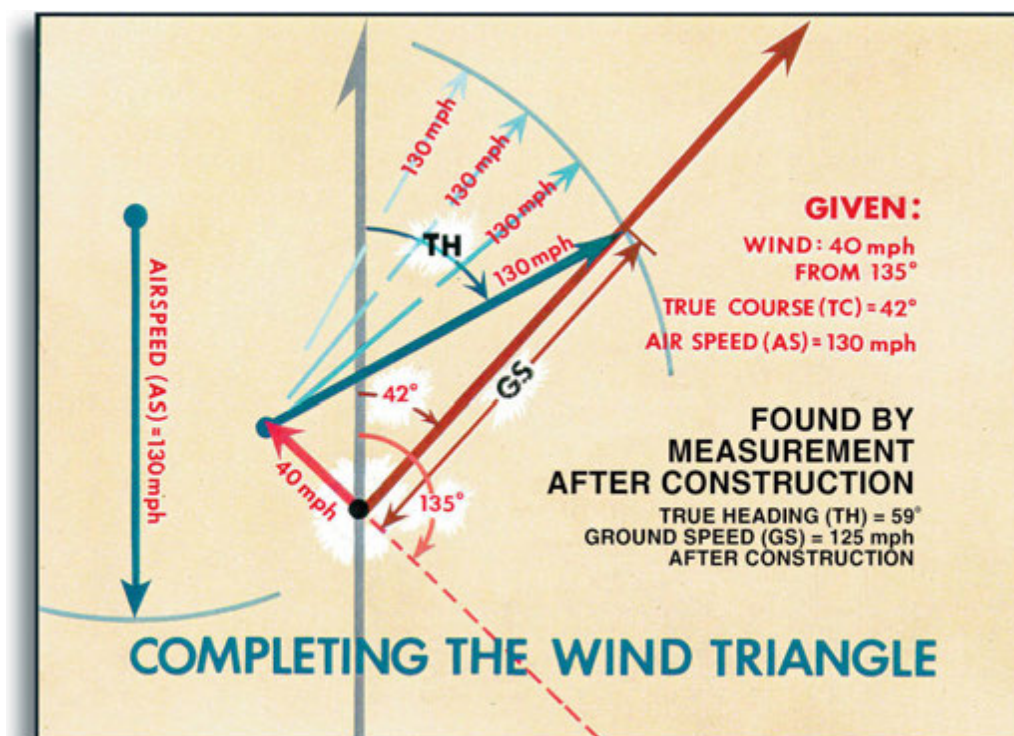 130 mph
130 mph
130 mph
TH
130 mph
GIVEN:
WIND: 40 mph
FROM 135°
TRUE COURSE (TC) = 42°
AIR SPEED (AS) = 130 mph
AIRSPEED (AS) = 130mph
GS
42°
40 mph
135°
FOUND BY
MEASUREMENT
AFTER CONSTRUCTION
TRUE HEADING (TH) = 59°
GROUND SPEED (GS) = 125 mph
AFTER CONSTRUCTION
COMPLETING THE WIND TRIANGLE